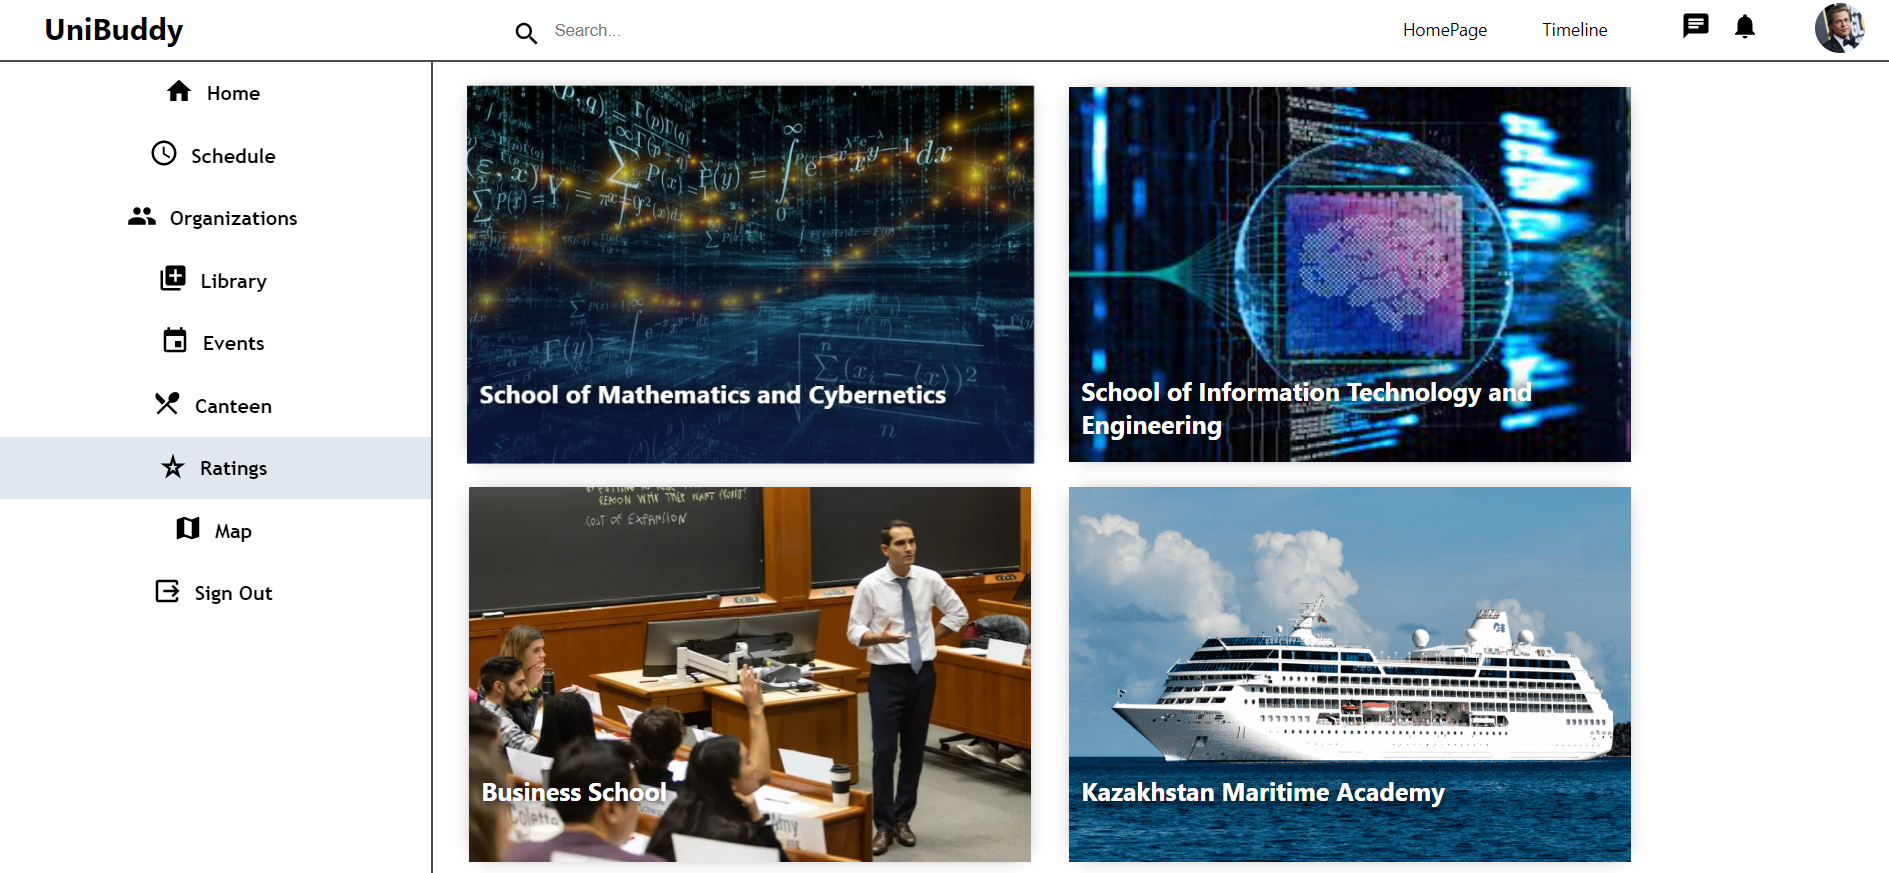 UniBuddy
Search...
HomePage
Timeline
Home
Schedule
Organizations
Library
Events
Canteen
Ratings
Map
Sign Out
School of Mathematics and Cybernetics
School of Information Technology and
Engineering
REASON WHY THEY WANT PROFIT!
COST OF EXPANSION
Business School
Colette
Amy
Kazakhstan Maritime Academy